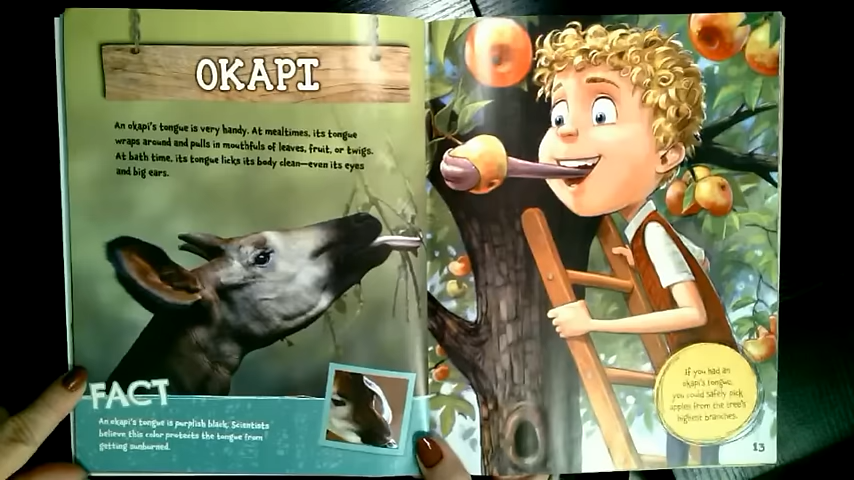 OKAPI
An okapi's tongue is very handy. At mealtimes, its tongue
wraps around and pulls in mouthfuls of leaves, fruit, or twigs.
At bath time, its tongue licks its body clean—even its eyes
and big ears.
FACT
An okapi's tongue is purplish black. Scientists
believe this color protects the tongue from
getting sunburned.
If you had an
okapi's tongue,
you could safely pick
apples from the tree's
highest branches.
13